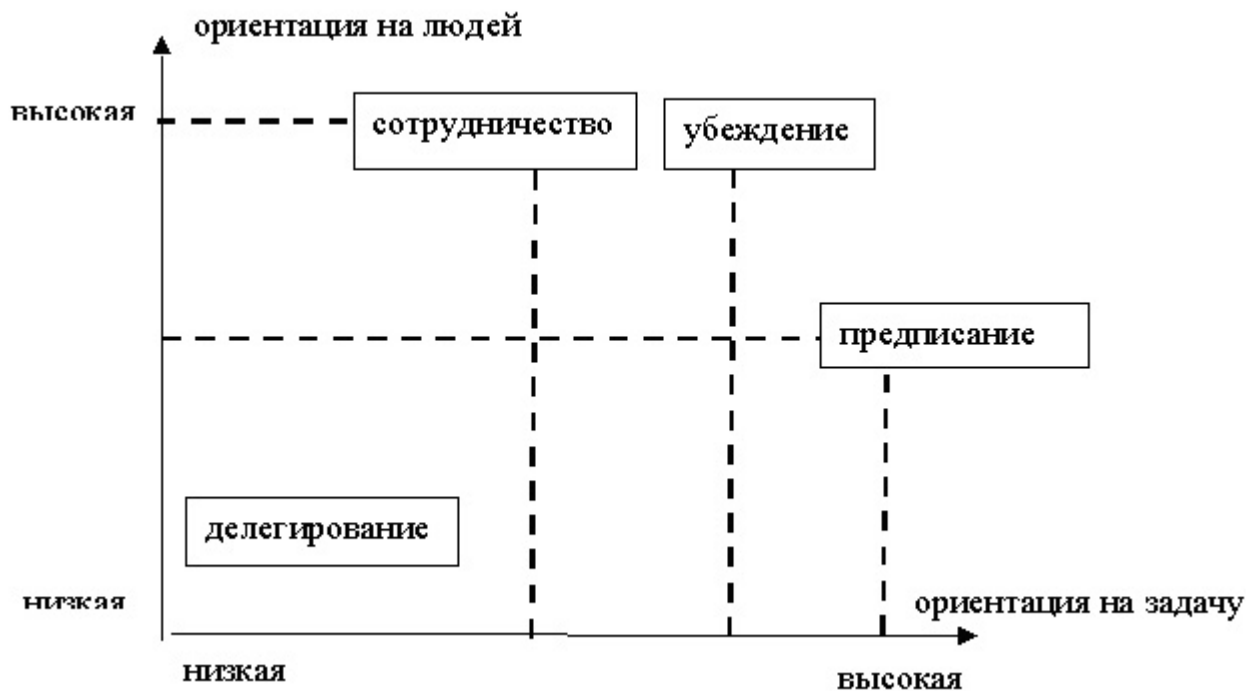 ориентация на людей
высокая
сотрудничество
убеждение
предписание
делегирование
низкая
ориентация на задачу
низкая
высокая